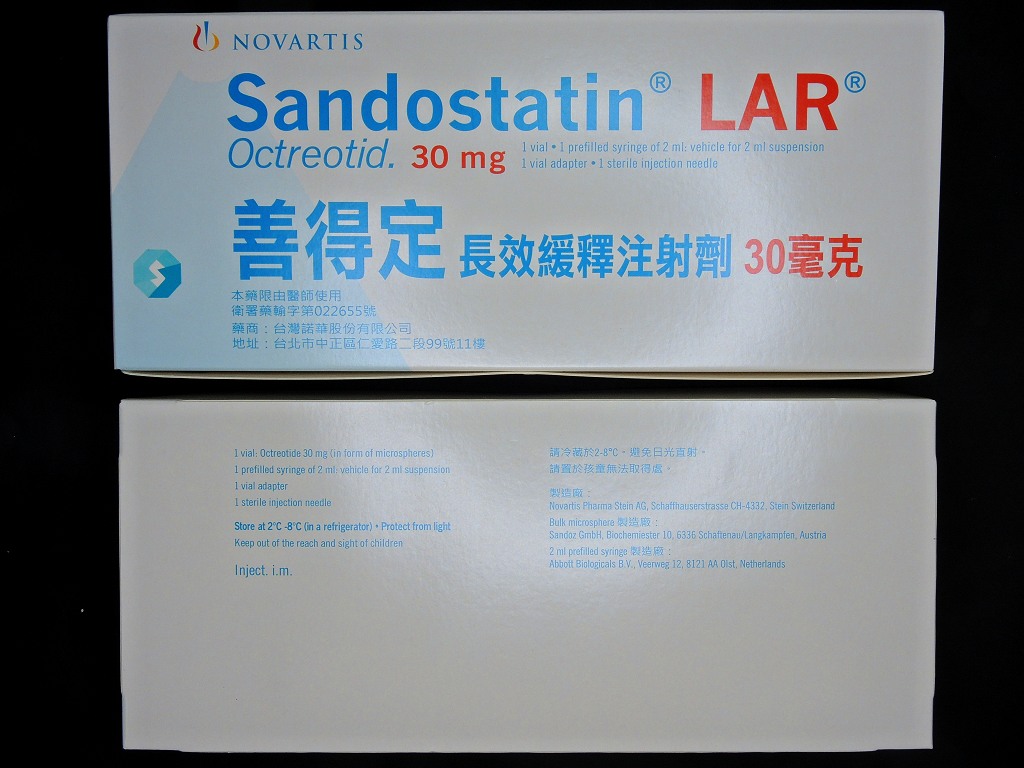 NOVARTIS
Sandostatin® LAR®
Octreotid. 30 mg
1 vial • 1 prefilled syringe of 2 ml: vehicle for 2 ml suspension
1 vial adapter • 1 sterile injection needle
善得定 長效緩釋注射劑 30毫克
本藥限由醫師使用
衛署藥輸字第022655號
藥商：台灣諾華股份有限公司
地址：台北市中正區仁愛路二段99號11樓
1 vial: Octreotide 30 mg (in form of microspheres)
1 prefilled syringe of 2 ml: vehicle for 2 ml suspension
1 vial adapter
1 sterile injection needle
Store at 2°C -8°C (in a refrigerator) • Protect from light
Keep out of the reach and sight of children
Inject. i.m.
請冷藏於2-8°C，避免日光直射。
請置於孩童無法取得處。
製造廠：
Novartis Pharma Stein AG, Schaffhauserstrasse CH-4332, Stein Switzerland
Bulk microsphere 製造廠：
Sandoz GmbH, Biochemiester 10, 6336 Schaftenau/Langkampfen, Austria
2 ml prefilled syringe 製造廠：
Abbott Biologicals B.V., Veerweg 12, 8121 AA Olst, Netherlands